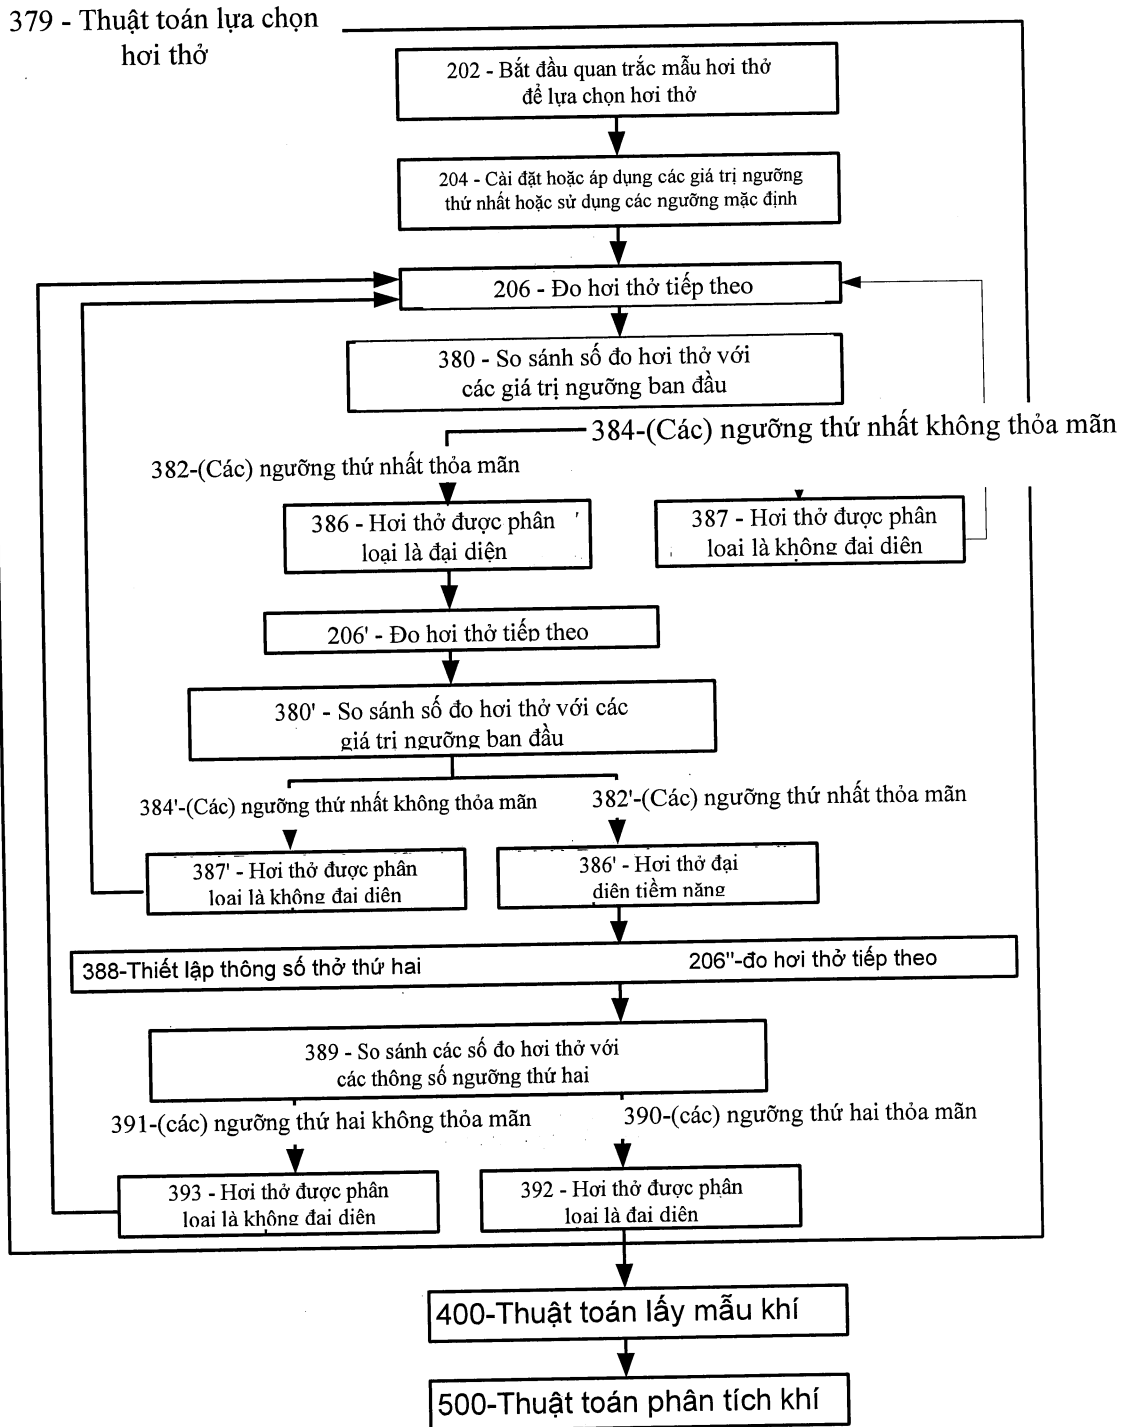 379 - Thuật toán lựa chọn
hơi thở
202 - Bắt đầu quan trắc mẫu hơi thở
để lựa chọn hơi thở
204 - Cài đặt hoặc áp dụng các giá trị ngưỡng
thứ nhất hoặc sử dụng các ngưỡng mặc định
206 - Đo hơi thở tiếp theo
380 - So sánh số đo hơi thở với
các giá trị ngưỡng ban đầu
384-(Các) ngưỡng thứ nhất không thỏa mãn
382-(Các) ngưỡng thứ nhất thỏa mãn
386 - Hơi thở được phân
loại là đại diện
387 - Hơi thở được phân
loại là không đại diện
206' - Đo hơi thở tiếp theo
380' - So sánh số đo hơi thở với các
giá trị ngưỡng ban đầu
384'-(Các) ngưỡng thứ nhất không thỏa mãn
382'-(Các) ngưỡng thứ nhất thỏa mãn
387' - Hơi thở được phân
loại là không đại diện
386' - Hơi thở đại
diện tiềm năng
388-Thiết lập thông số thở thứ hai
206"-đo hơi thở tiếp theo
389 - So sánh các số đo hơi thở với
các thông số ngưỡng thứ hai
391-(các) ngưỡng thứ hai không thỏa mãn
390-(các) ngưỡng thứ hai thỏa mãn
393 - Hơi thở được phân
loại là không đại diện
392 - Hơi thở được phân
loại là đại diện
400-Thuật toán lấy mẫu khí
500-Thuật toán phân tích khí